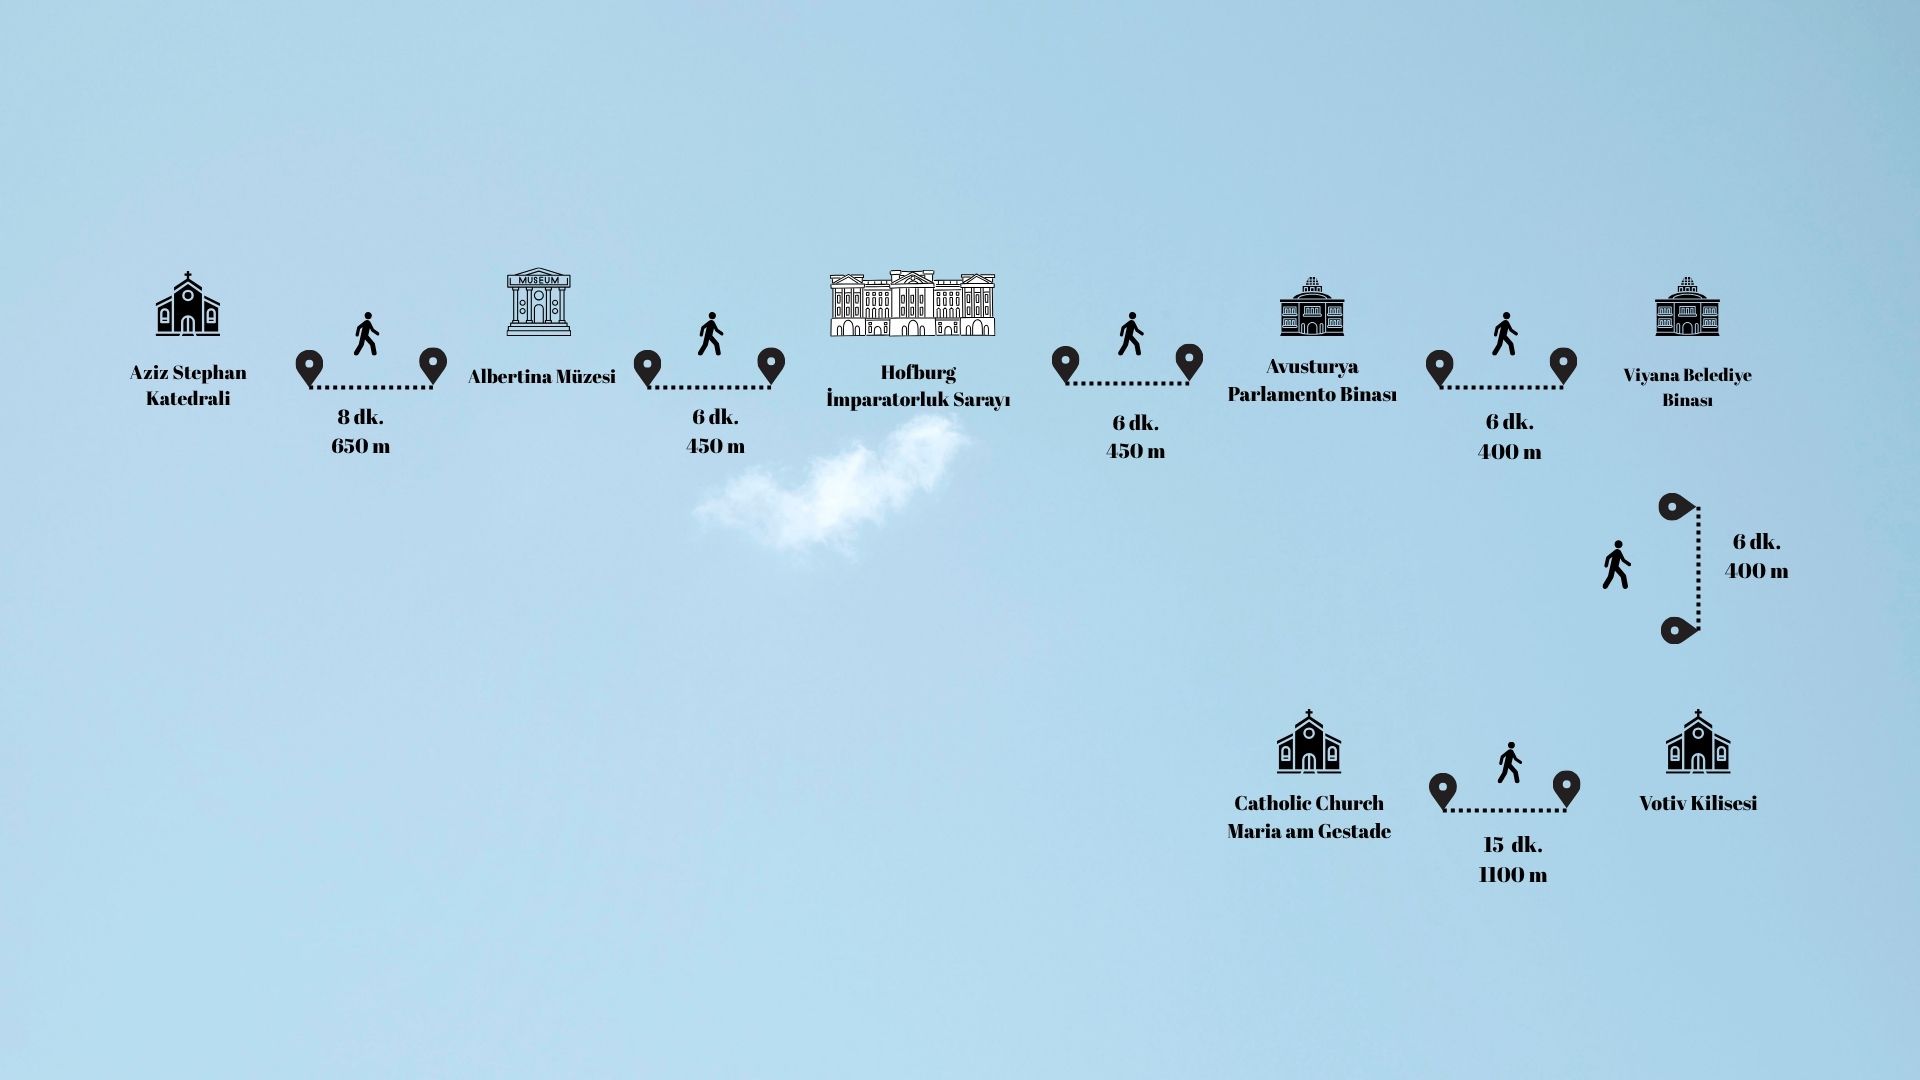 Aziz Stephan
Katedrali
8 dk.
650 m
MUSEUM
Albertina Müzesi
6 dk.
450 m
Hofburg
İmparatorluk Sarayı
6 dk.
450 m
Avusturya
Parlamento Binası
6 dk.
400 m
Viyana Belediye
Binası
6 dk.
400 m
Votiv Kilisesi
15 dk.
1100 m
Catholic Church
Maria am Gestade